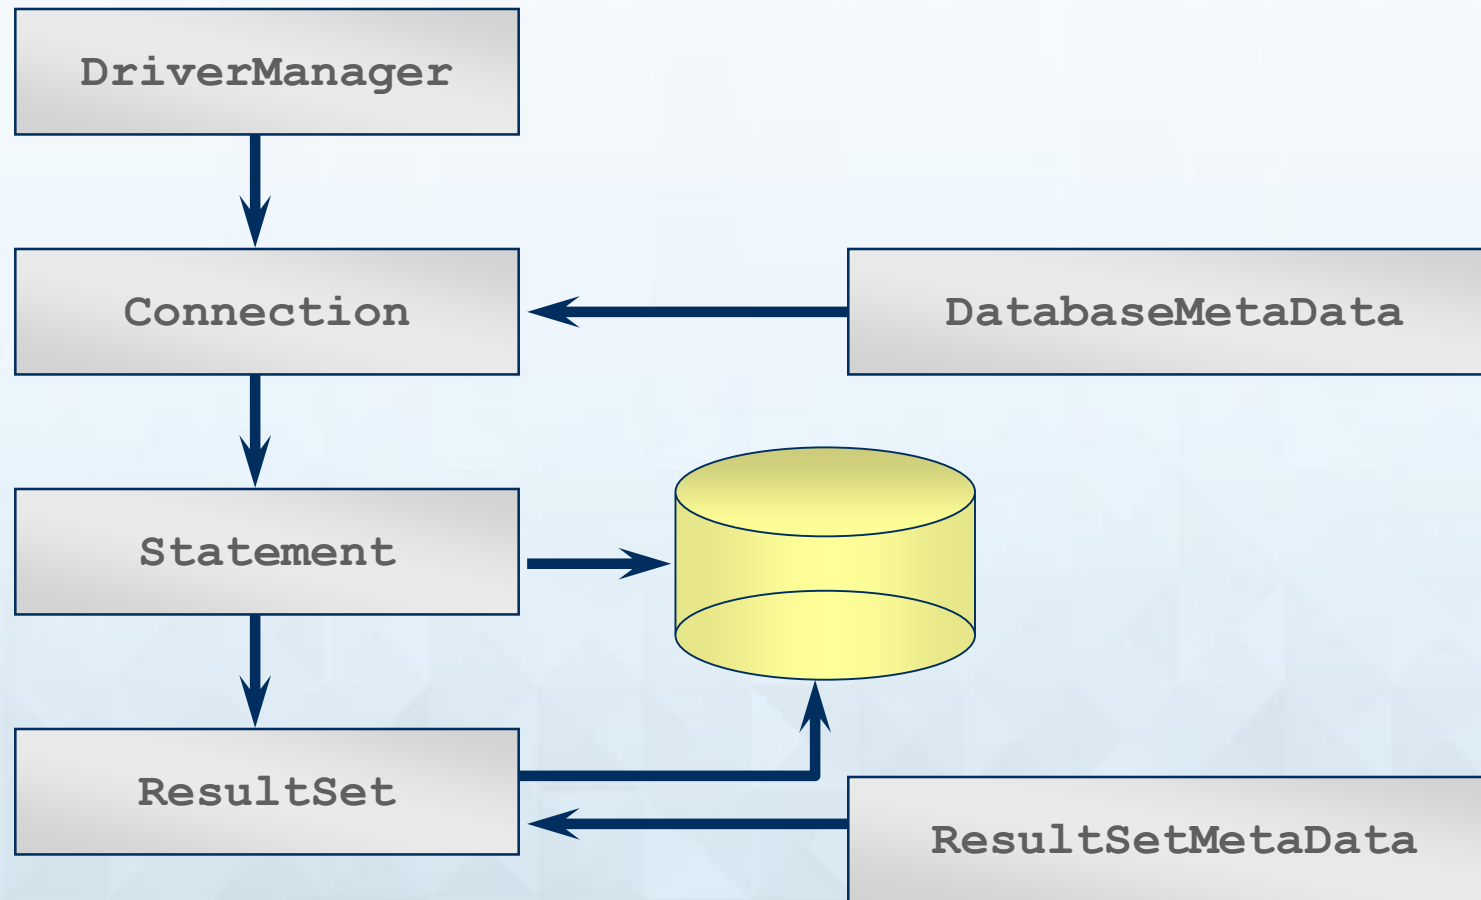 DriverManager
Connection
DatabaseMetaData
Statement
ResultSet
ResultSetMetaData